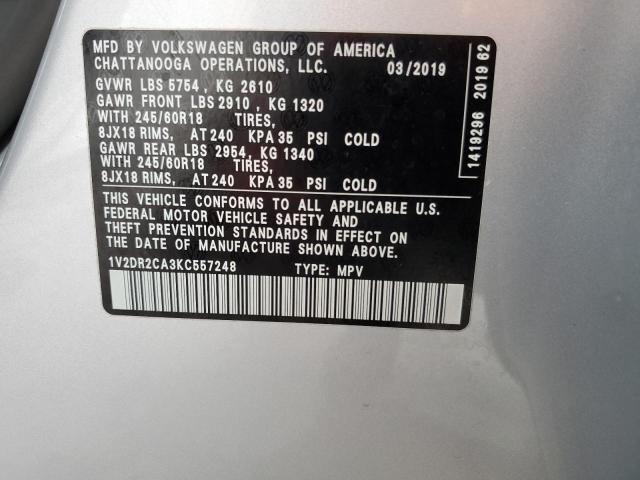 MFD BY VOLKSWAGEN GROUP OF AMERICA
CHATTANOOGA OPERATIONS, LLC. 03/2019
GVWR LBS 5754 , KG 2610
GAWR FRONT LBS 2910 , KG 1320
WITH 245/60R18 TIRES,
8JX18 RIMS, AT 240 KPA 35 PSI COLD
GAWR REAR LBS 2954, KG 1340
WITH 245/60R18 TIRES,
8JX18 RIMS, AT 240 KPA 35 PSI COLD
THIS VEHICLE CONFORMS TO ALL APPLICABLE U.S.
FEDERAL MOTOR VEHICLE SAFETY AND
THEFT PREVENTION STANDARDS IN EFFECT ON
THE DATE OF MANUFACTURE SHOWN ABOVE.
1V2DR2CA3KC557248 TYPE: MPV
1419296 2019 62